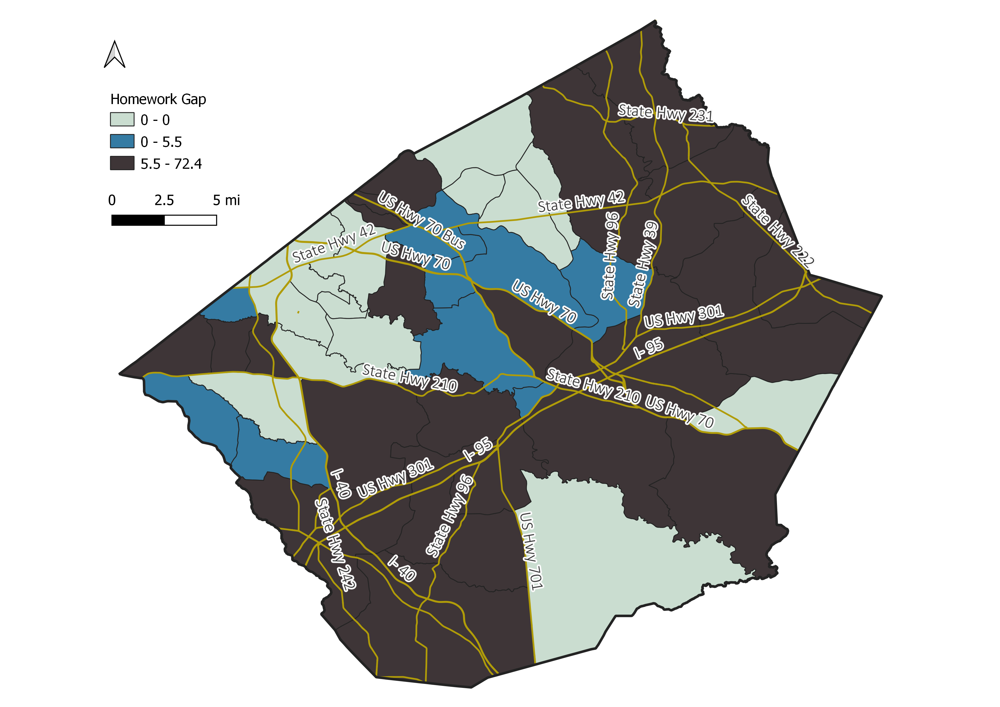 Homework Gap
0 - 0
0 - 5.5
5.5 - 72.4
0 2.5 5 mi
State Hwy 231
State Hwy 42
US Hwy 70 Bus
State Hwy 42
US Hwy 70
State Hwy 96
State Hwy 39
State Hwy 222
US Hwy 70
US Hwy 301
I- 95
State Hwy 210
State Hwy 210
US Hwy 70
I- 95
US Hwy 301
I- 40
State Hwy 96
State Hwy 242
US Hwy 701
I- 40